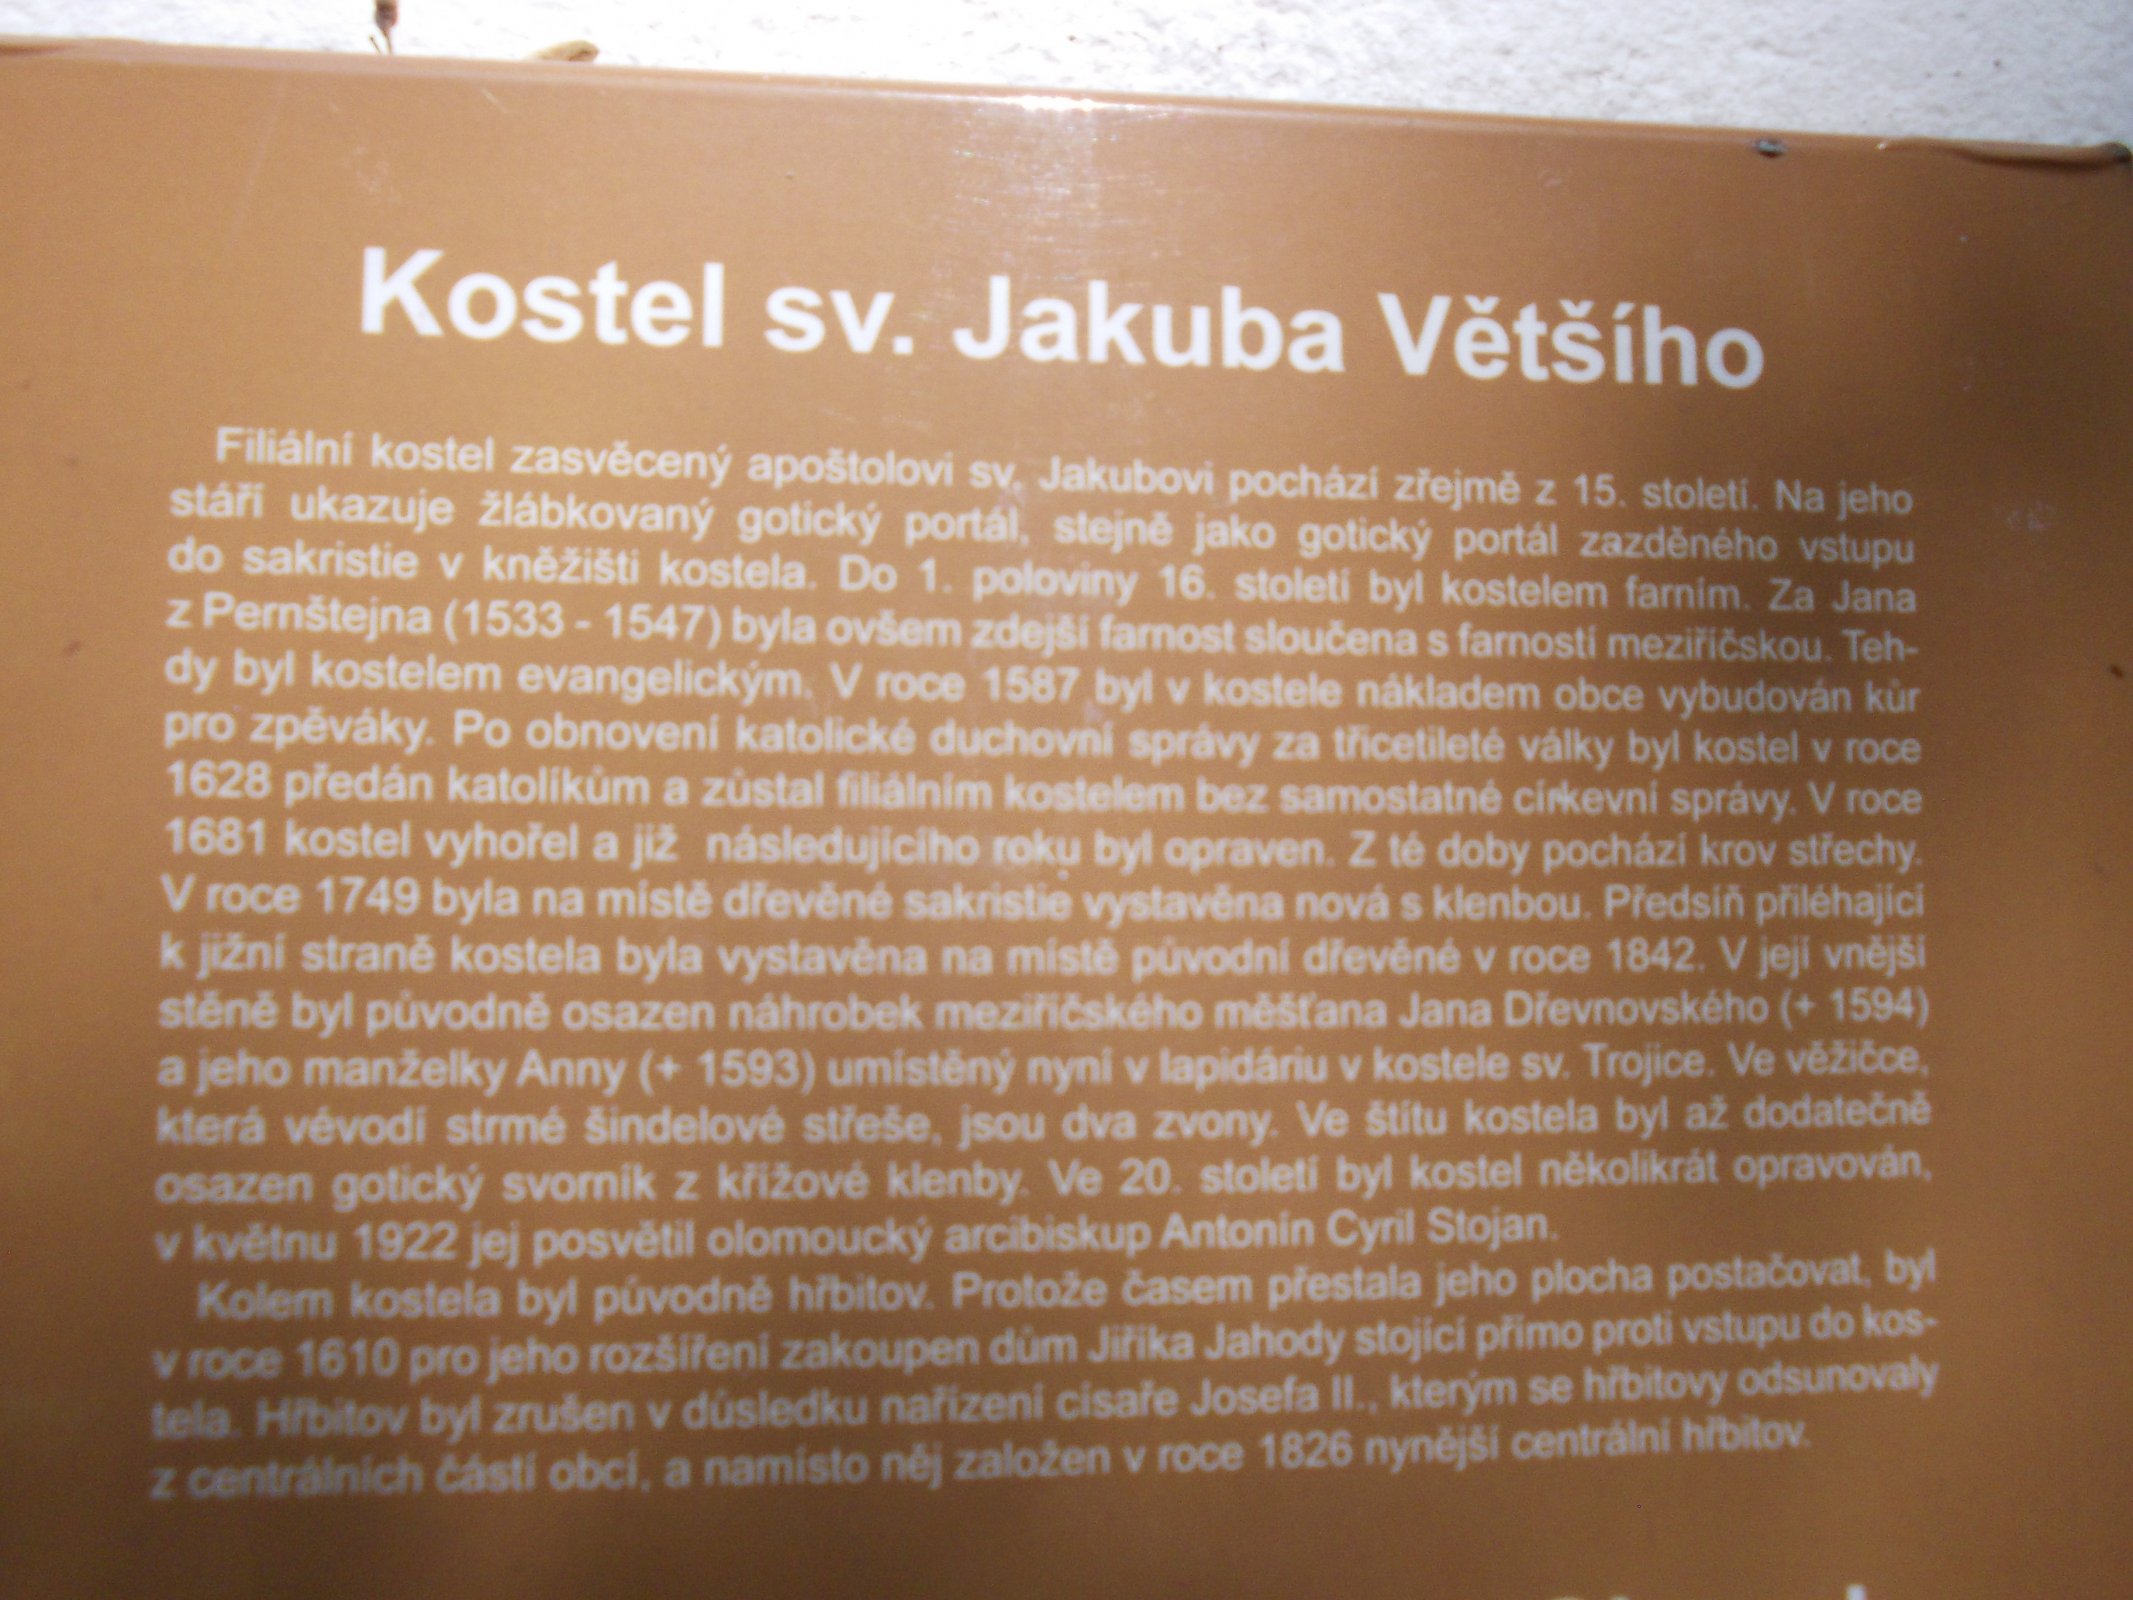 Kostel sv. Jakuba Většího
Filiální kostel zasvěcený apoštolovi sv. Jakubovi pochází zřejmě z 15. století. Na jeho
stáří ukazuje žlábkovaný gotický portál, stejně jako gotický portál zazděného vstupu
do sakristie v kněžišti kostela. Do 1. poloviny 16. století byl kostelem farním. Za Jana
z Pernštejna (1533 - 1547) byla ovšem zdejší farnost sloučena s farností meziříčskou. Teh-
dy byl kostelem evangelickým. V roce 1587 byl v kostele nákladem obce vybudován kůr
pro zpěváky. Po obnovení katolické duchovní správy za třicetileté války byl kostel v roce
1628 předán katolíkům a zůstal filiálním kostelem bez samostatné církevní správy. V roce
1681 kostel vyhořel a již následujícího roku byl opraven. Z té doby pochází krov střechy.
V roce 1749 byla na místě dřevěné sakristie vystavěna nová s klenbou. Předsíň přiléhající
k jižní straně kostela byla vystavěna na místě původní dřevěné v roce 1842. V její vnější
stěně byl původně osazen náhrobek meziříčského měšťana Jana Dřevnovského (+ 1594)
a jeho manželky Anny (+ 1593) umístěný nyní v lapidáriu v kostele sv. Trojice. Ve věžičce,
která vévodí strmé šindelové střeše, jsou dva zvony. Ve štítu kostela byl až dodatečně
osazen gotický svorník z křížové klenby. Ve 20. století byl kostel několikrát opravován,
v květnu 1922 jej posvětil olomoucký arcibiskup Antonín Cyril Stojan.
Kolem kostela byl původně hřbitov. Protože časem přestala jeho plocha postačovat, byl
v roce 1610 pro jeho rozšíření zakoupen dům Jiříka Jahody stojící přímo proti vstupu do kos-
tela. Hřbitov byl zrušen v důsledku nařízení císaře Josefa II., kterým se hřbitovy odsunovaly
z centrálních částí obcí, a namísto něj založen v roce 1826 nynější centrální hřbitov.